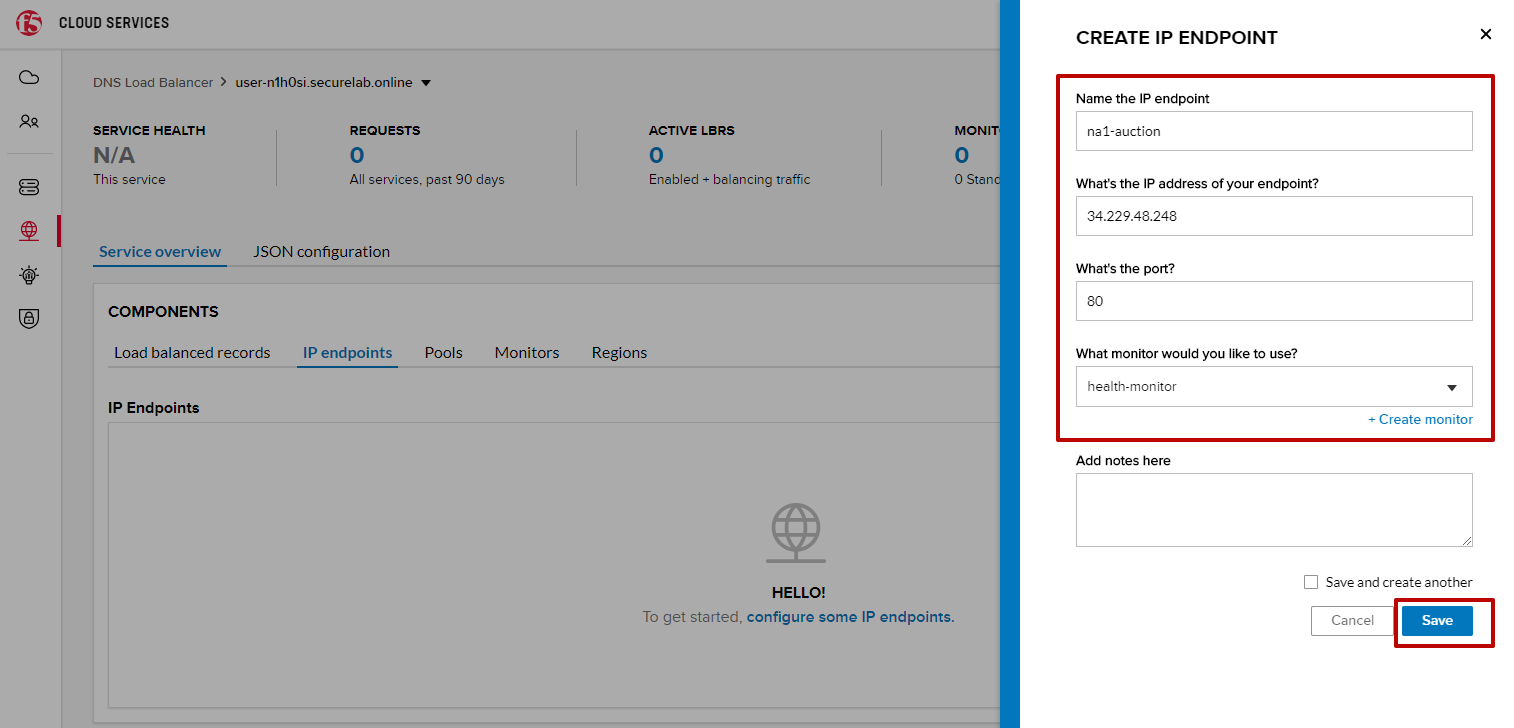 CLOUD SERVICES
DNS Load Balancer > user-n1h0si.securelab.online
SERVICE HEALTH
N/A
This service
REQUESTS
0
All services, past 90 days
ACTIVE LBRS
0
Enabled + balancing traffic
MONIT
0
0 Stand
Service overview
JSON configuration
COMPONENTS
Load balanced records
IP endpoints
Pools
Monitors
Regions
IP Endpoints
HELLO!
To get started, configure some IP endpoints.
CREATE IP ENDPOINT
Name the IP endpoint
na1-auction
What's the IP address of your endpoint?
34.229.48.248
What's the port?
80
What monitor would you like to use?
health-monitor
+ Create monitor
Add notes here
Save and create another
Cancel
Save